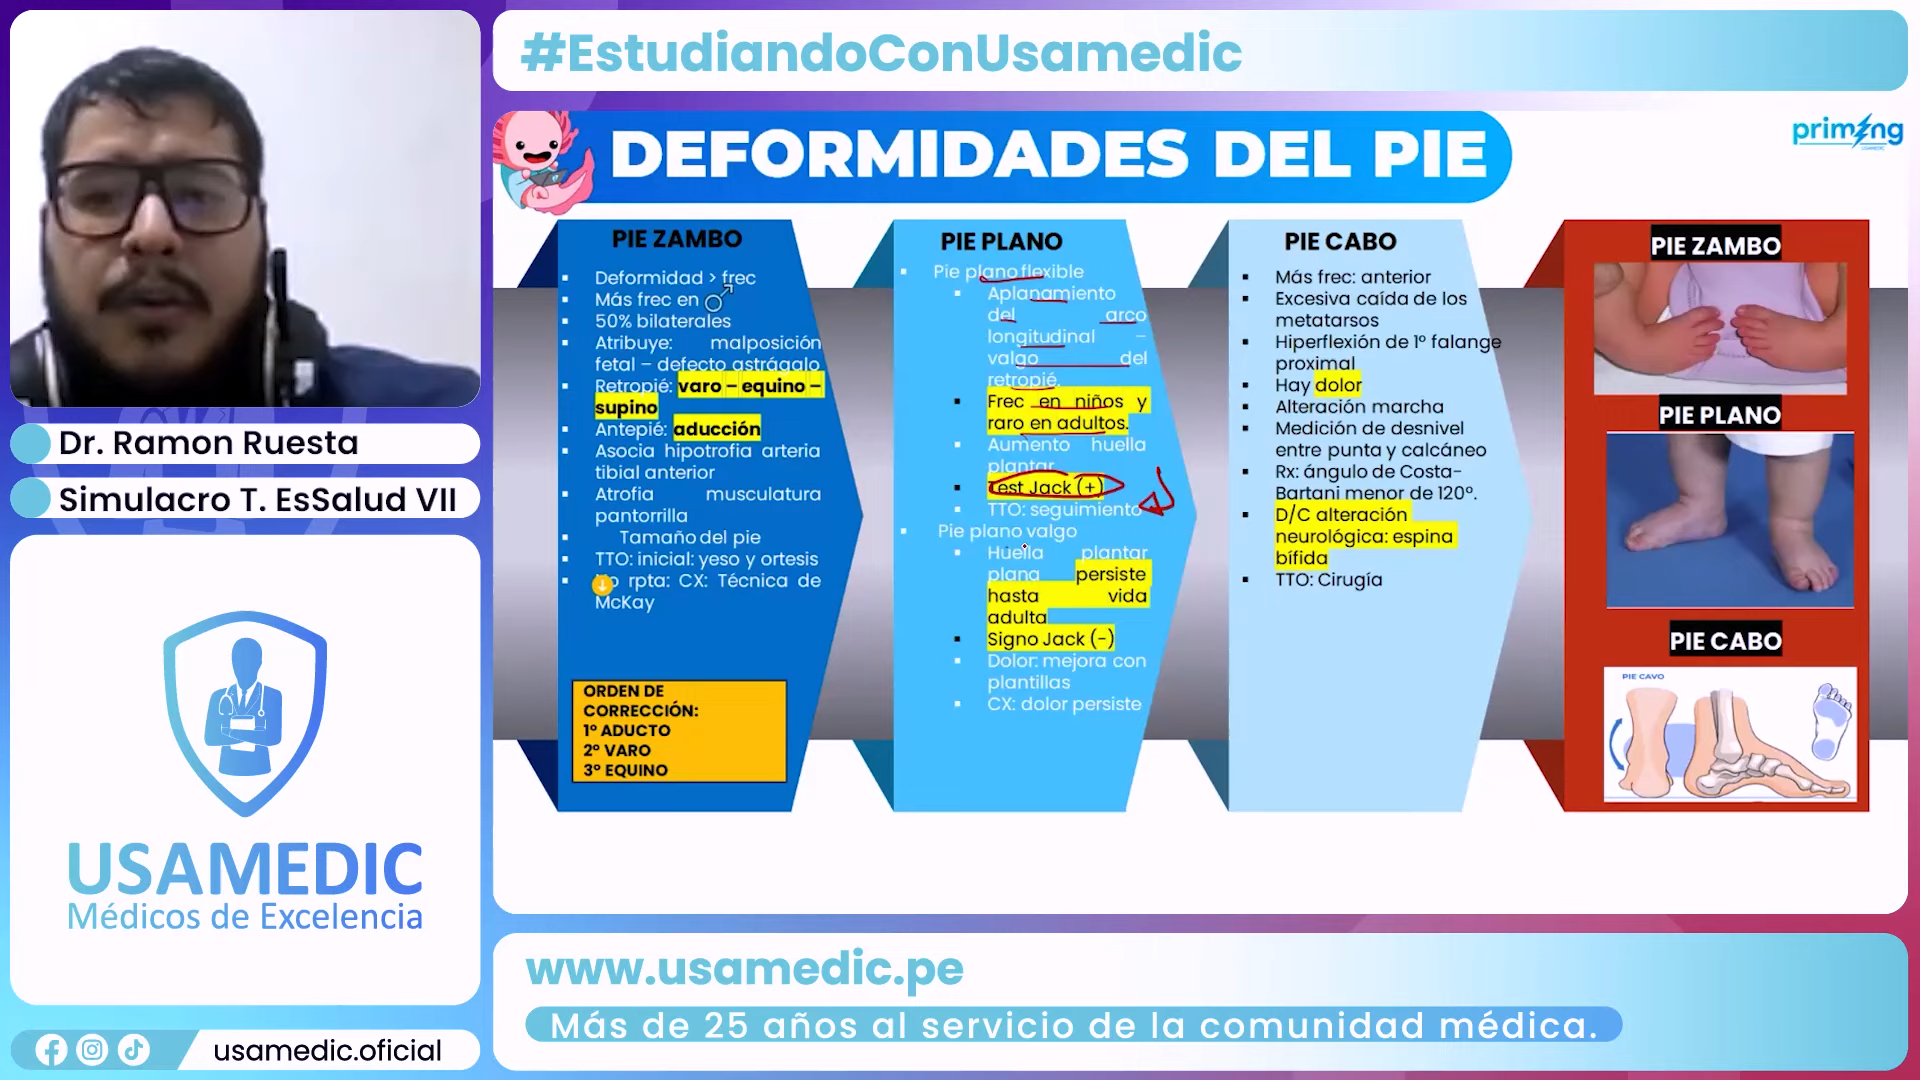 #EstudiandoConUsamedic
DEFORMIDADES DEL PIE
priming
USAMEDIC
PIE ZAMBO
Deformidad > frec
Más frec en ♂
50% bilaterales
Atribuye: malposición
fetal – defecto astrágalo
Retropié: varo – equino –
supino
Antepié: aducción
Asocia hipotrofia arteria
tibial anterior
Atrofia musculatura
pantorrilla
Tamaño del pie
TTO: inicial: yeso y ortesis
rpta: CX: Técnica de
McKay
ORDEN DE
CORRECCIÓN:
1° ADUCTO
2° VARO
3° EQUINO
PIE PLANO
Pie plano flexible
Aplanamiento
del arco
longitudinal –
valgo del
retropié.
Frec en niños y
raro en adultos.
Aumento huella
plantar
Test Jack (+)
TTO: seguimiento
Pie plano valgo
Huella plantar
plana persiste
hasta vida
adulta
Signo Jack (-)
Dolor: mejora con
plantillas
CX: dolor persiste
PIE CABO
Más frec: anterior
Excesiva caída de los
metatarsos
Hiperflexión de 1° falange
proximal
Hay dolor
Alteración marcha
Medición de desnivel
entre punta y calcáneo
Rx: ángulo de Costa-
Bartani menor de 120°.
D/C alteración
neurológica: espina
bífida
TTO: Cirugía
PIE ZAMBO
PIE PLANO
PIE CABO
PIE CAVO
Dr. Ramon Ruesta
Simulacro T. EsSalud VII
USAMEDIC
Médicos de Excelencia
usamedic.oficial
www.usamedic.pe
Más de 25 años al servicio de la comunidad médica.